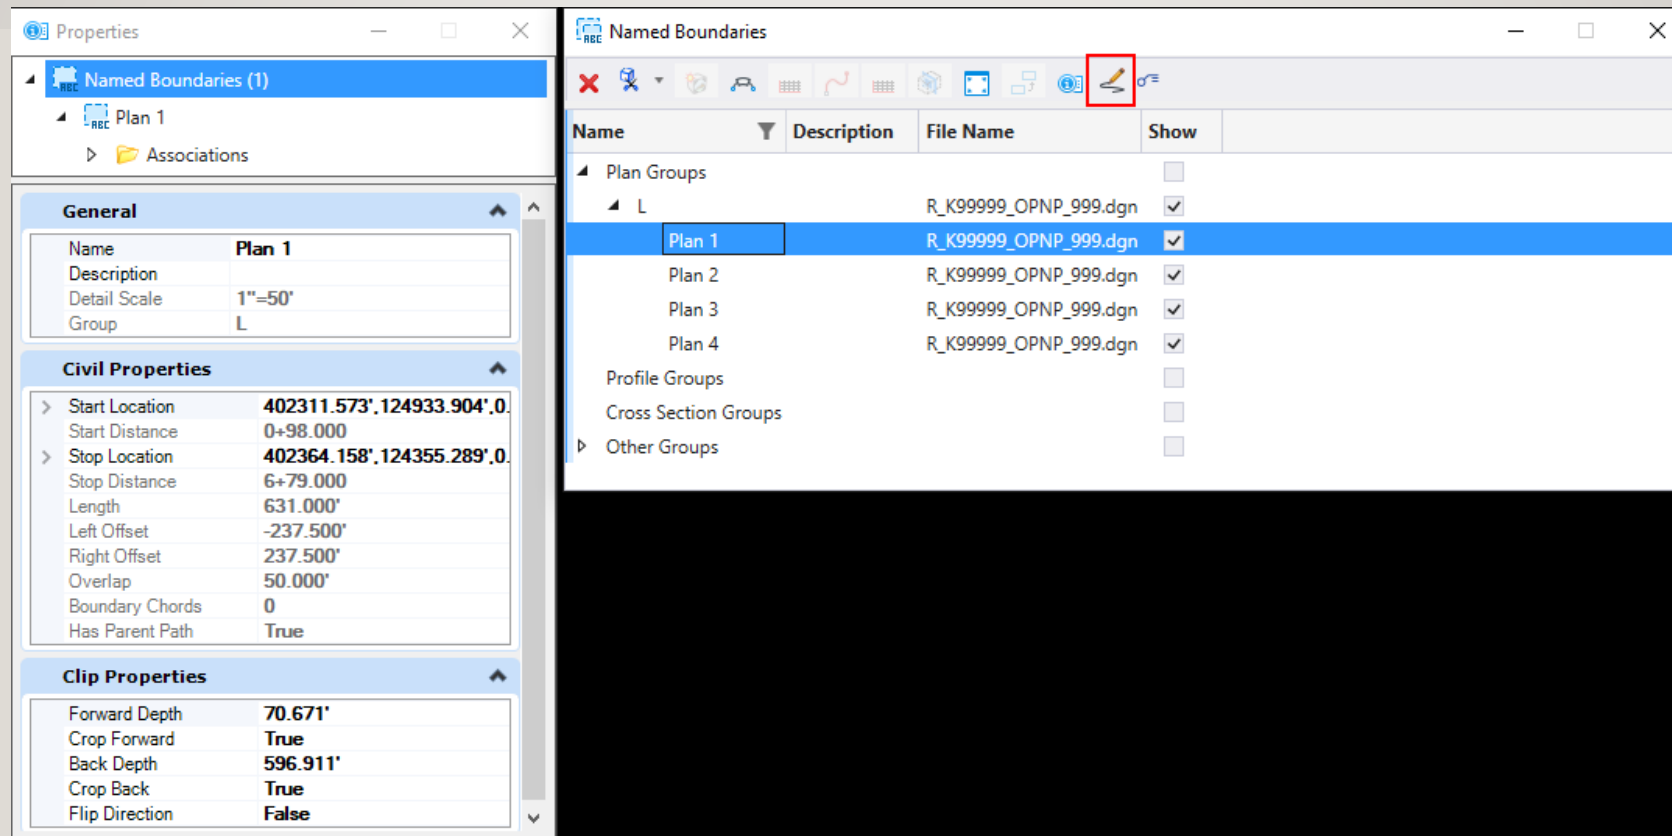 Properties
Named Boundaries (1)
Plan 1
Associations
General
Name Plan 1
Description
Detail Scale 1"=50'
Group L
Civil Properties
Start Location 402311.573',124933.904',0.
Start Distance 0+98.000
Stop Location 402364.158',124355.289',0.
Stop Distance 6+79.000
Length 631.000'
Left Offset -237.500'
Right Offset 237.500'
Overlap 50.000'
Boundary Chords 0
Has Parent Path True
Clip Properties
Forward Depth 70.671'
Crop Forward True
Back Depth 596.911'
Crop Back True
Flip Direction False
Named Boundaries
Name Description File Name Show
Plan Groups
L R_K99999_OPNP_999.dgn
Plan 1 R_K99999_OPNP_999.dgn
Plan 2 R_K99999_OPNP_999.dgn
Plan 3 R_K99999_OPNP_999.dgn
Plan 4 R_K99999_OPNP_999.dgn
Profile Groups
Cross Section Groups
Other Groups